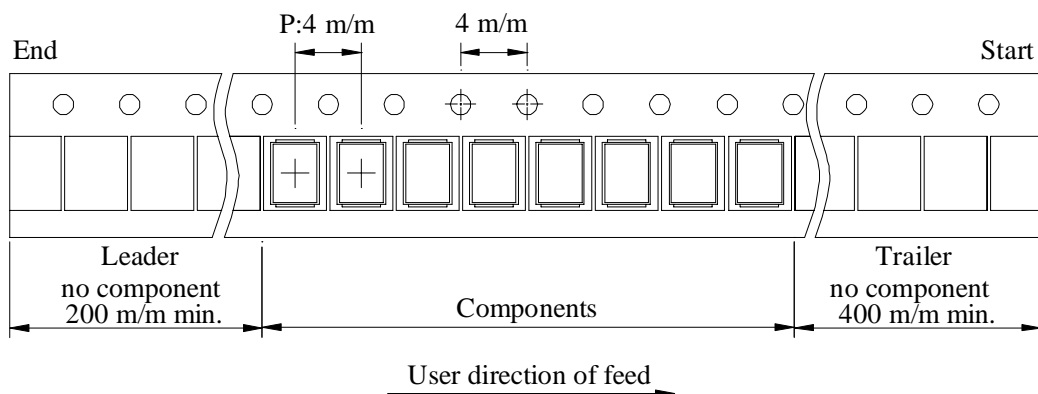 P:4 m/m
4 m/m
End
Start
Leader
no component
200 m/m min.
Components
Trailer
no component
400 m/m min.
User direction of feed